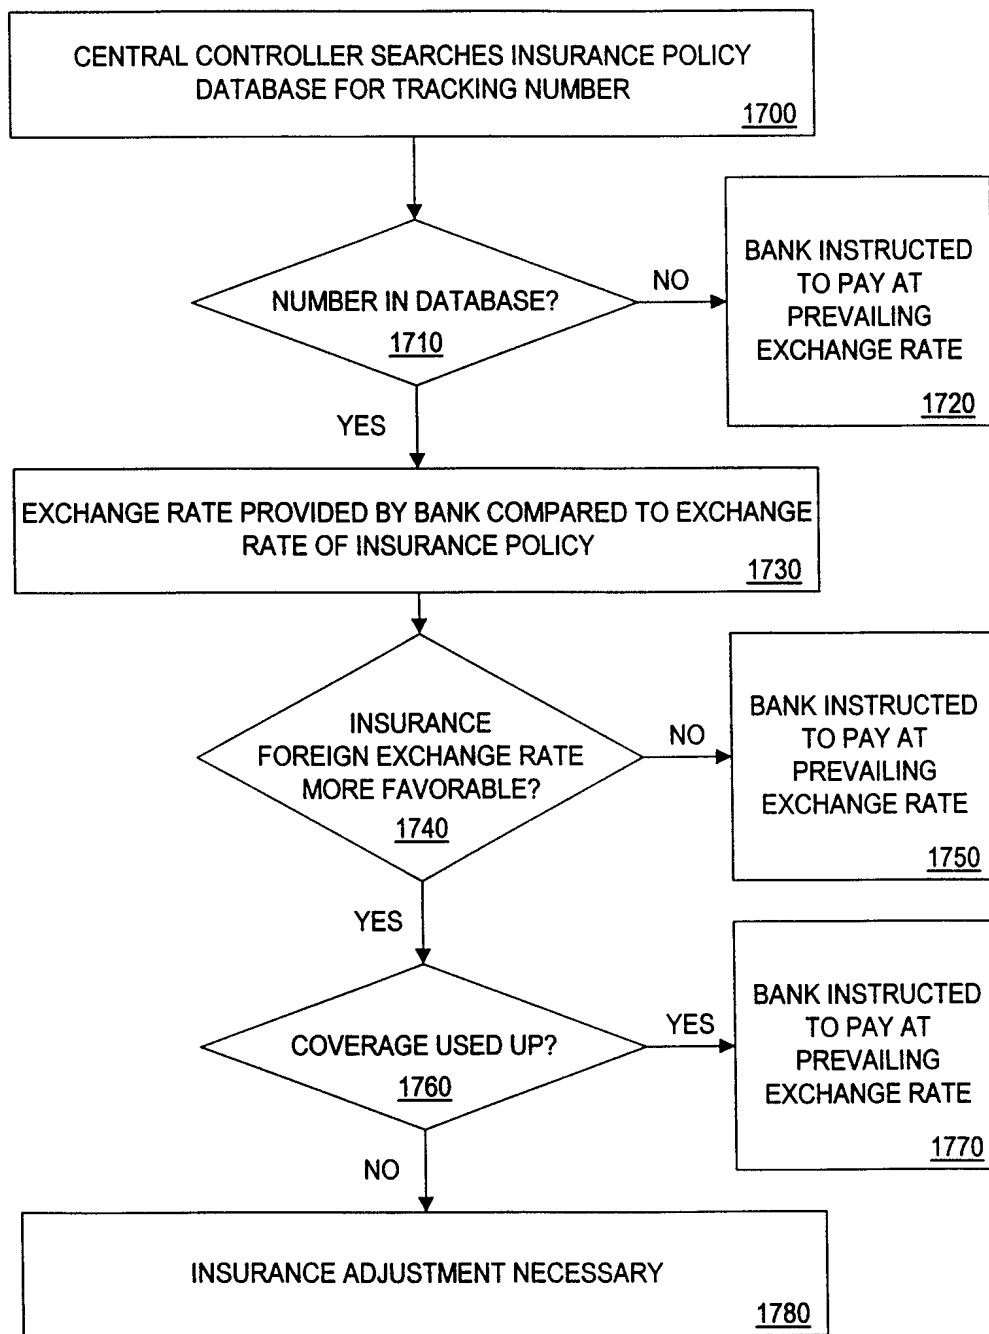 CENTRAL CONTROLLER SEARCHES INSURANCE POLICY
DATABASE FOR TRACKING NUMBER
1700
NUMBER IN DATABASE?
1710
NO
BANK INSTRUCTED
TO PAY AT
PREVAILING
EXCHANGE RATE
1720
YES
EXCHANGE RATE PROVIDED BY BANK COMPARED TO EXCHANGE
RATE OF INSURANCE POLICY
1730
INSURANCE
FOREIGN EXCHANGE RATE
MORE FAVORABLE?
1740
NO
BANK INSTRUCTED
TO PAY AT
PREVAILING
EXCHANGE RATE
1750
YES
COVERAGE USED UP?
1760
YES
BANK INSTRUCTED
TO PAY AT
PREVAILING
EXCHANGE RATE
1770
NO
INSURANCE ADJUSTMENT NECESSARY
1780